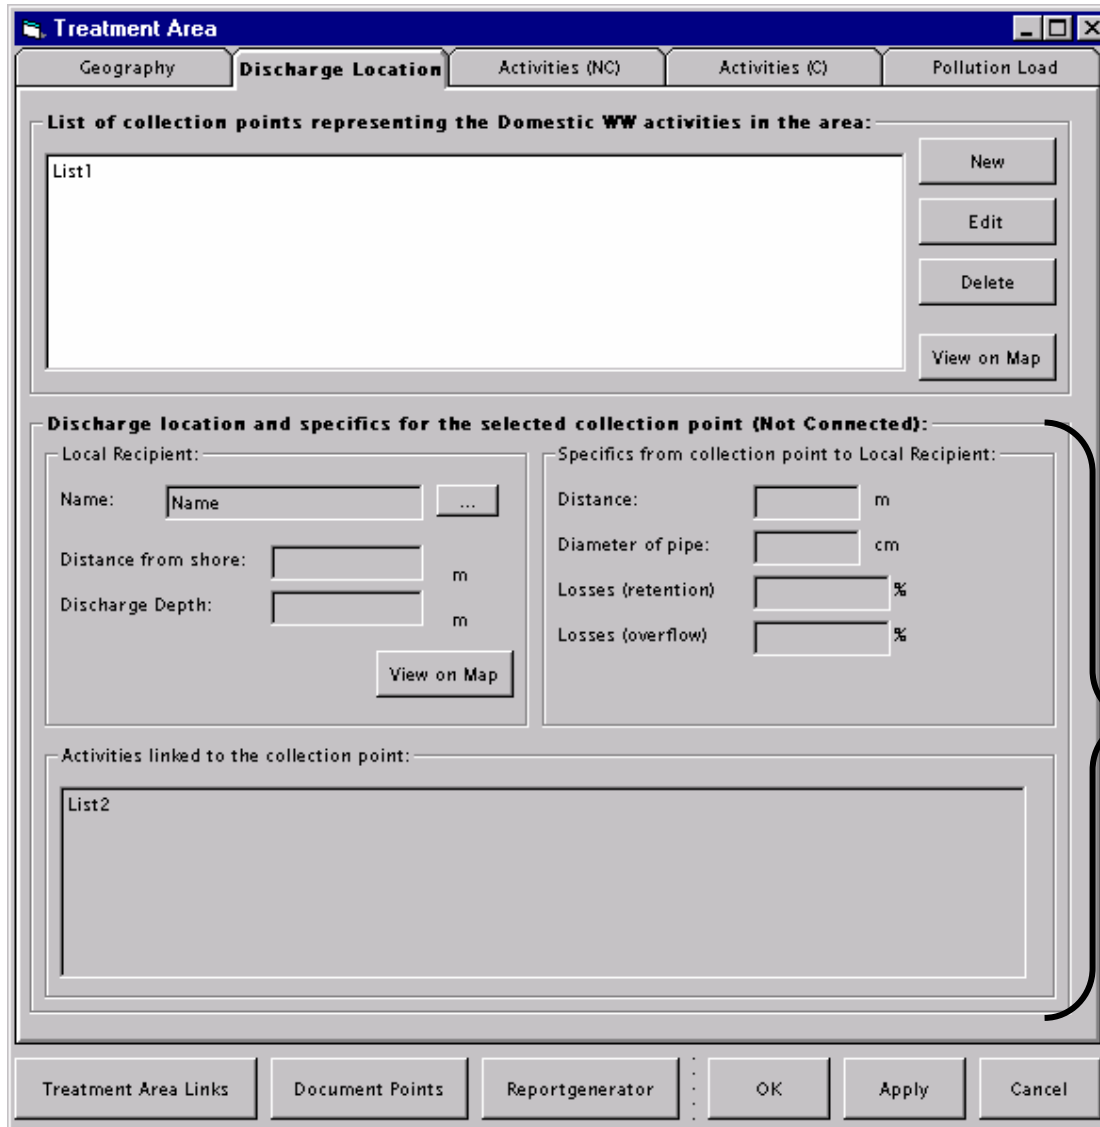 Treatment Area
Geography Discharge Location Activities (NC) Activities (C) Pollution Load
List of collection points representing the Domestic WW activities in the area:
List1
New
Edit
Delete
View on Map
Discharge location and specifics for the selected collection point (Not Connected):
Local Recipient:
Name: Name ...
Distance from shore: m
Discharge Depth: m
View on Map
Specifics from collection point to Local Recipient:
Distance: m
Diameter of pipe: cm
Losses (retention) %
Losses (overflow) %
Activities linked to the collection point:
List2
Treatment Area Links Document Points Reportgenerator OK Apply Cancel